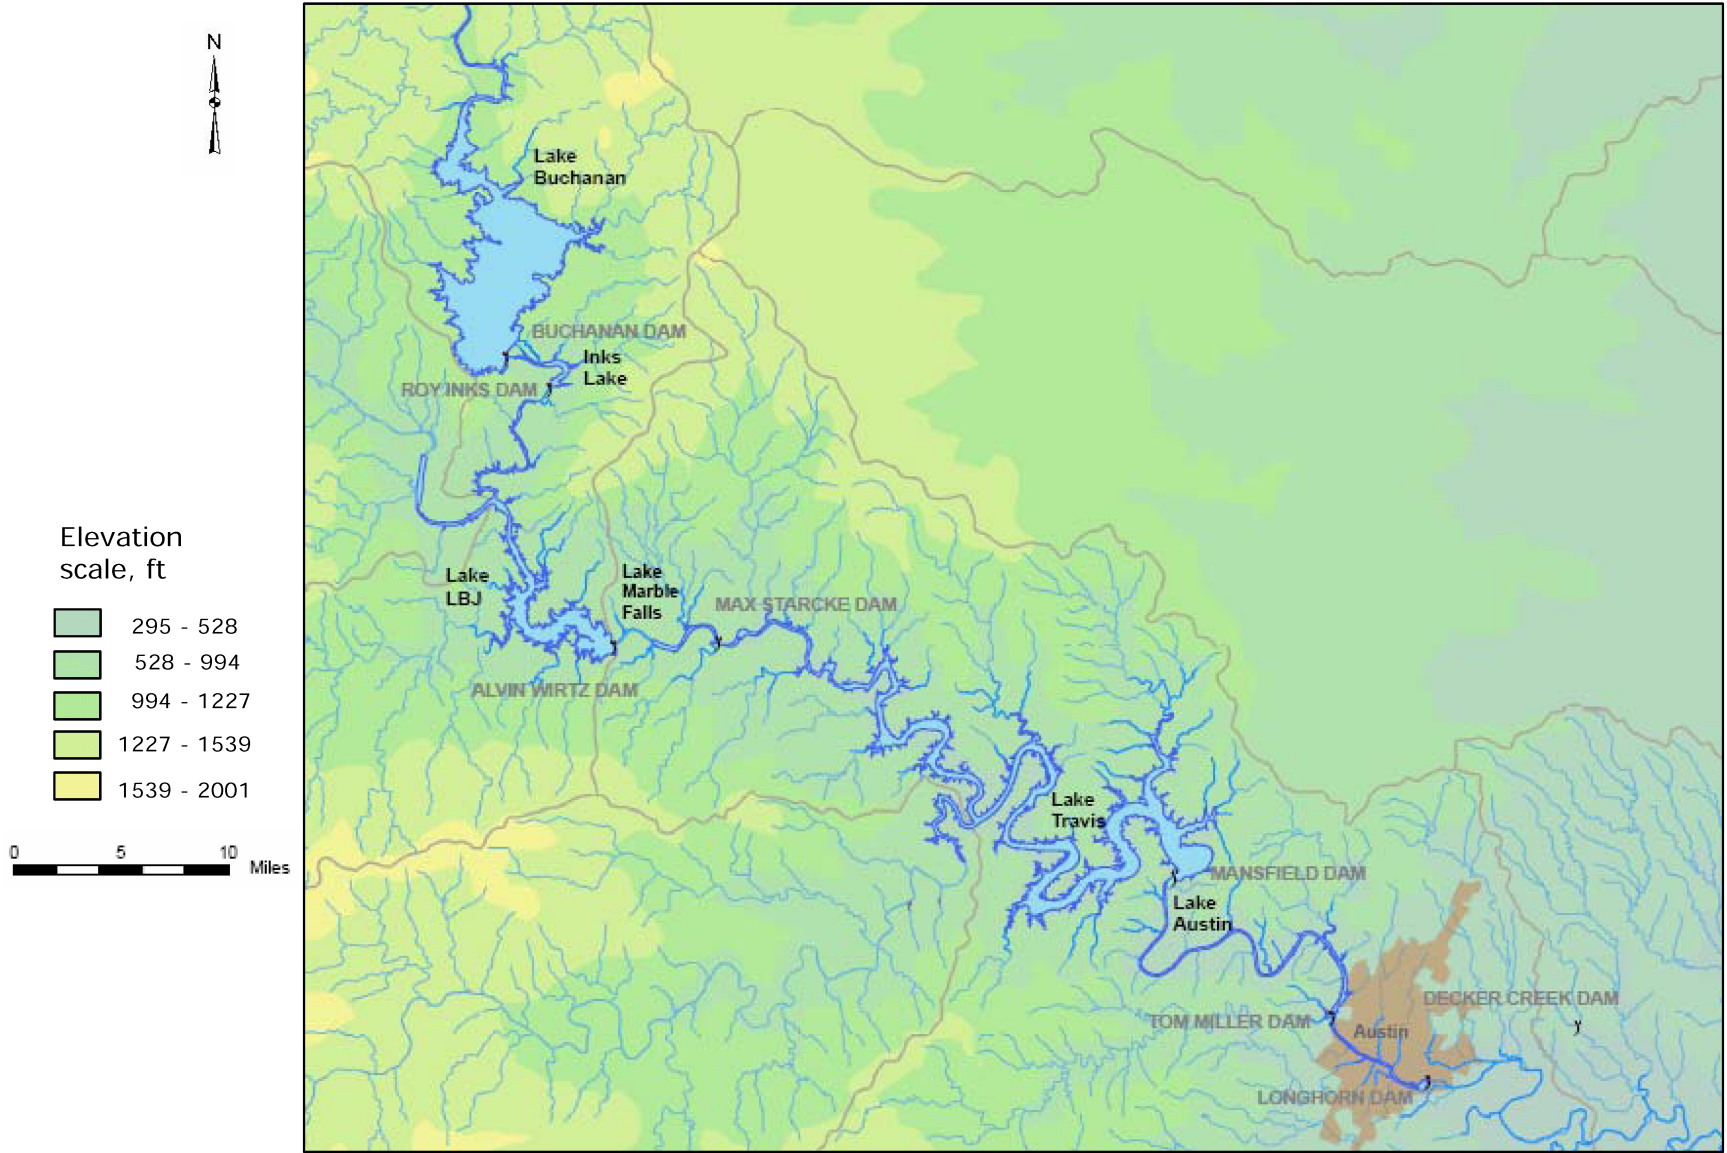 N
Lake
Buchanan
BUCHANAN DAM
Inks
Lake
ROY INKS DAM
Elevation
scale, ft
295 - 528
528 - 994
994 - 1227
1227 - 1539
1539 - 2001
0 5 10
Miles
Lake
LBJ
Lake
Marble
Falls
MAX STARCKE DAM
ALVIN WIRTZ DAM
Lake
Travis
MANSFIELD DAM
Lake
Austin
DECKER CREEK DAM
TOM MILLER DAM
Austin
LONGHORN DAM